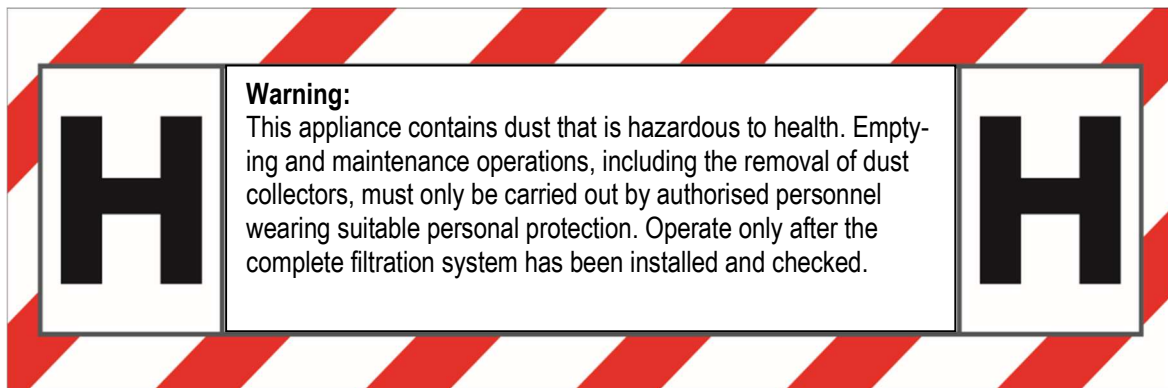 H
Warning:
This appliance contains dust that is hazardous to health. Empty-
ing and maintenance operations, including the removal of dust
collectors, must only be carried out by authorised personnel
wearing suitable personal protection. Operate only after the
complete filtration system has been installed and checked.
H